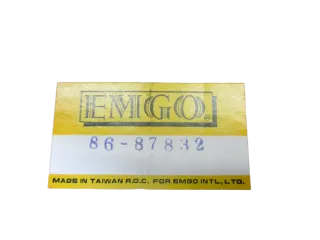 EMGO®
86-87832
MADE IN TAIWAN R.O.C. FOR EMGO INTL., LTD.